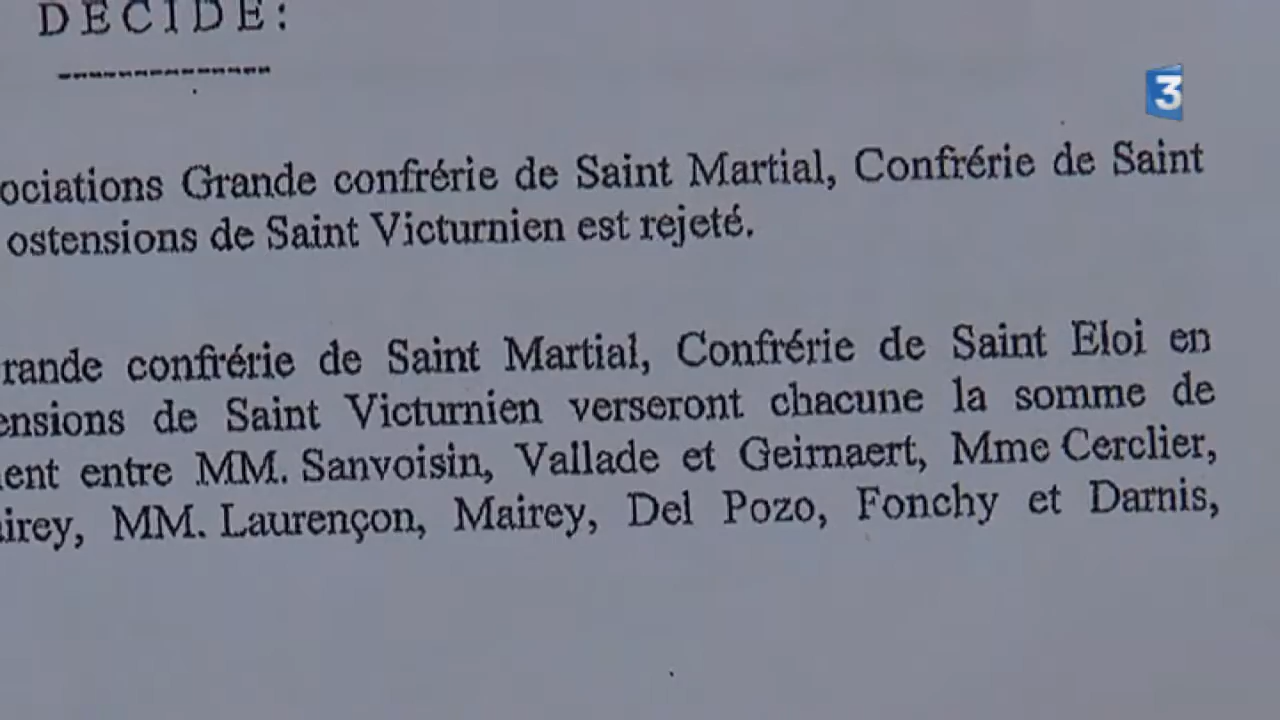 D E C I D E :
3
ociations Grande confrérie de Saint Martial, Confrérie de Saint
ostensions de Saint Victurnien est rejeté.
rande confrérie de Saint Martial, Confrérie de Saint Eloi en
ensions de Saint Victurnien verseront chacune la somme de
ent entre MM. Sanvoisin, Vallade et Geirnaert, Mme Cerclier,
irey, MM. Laurençon, Mairey, Del Pozo, Fonchy et Darnis,